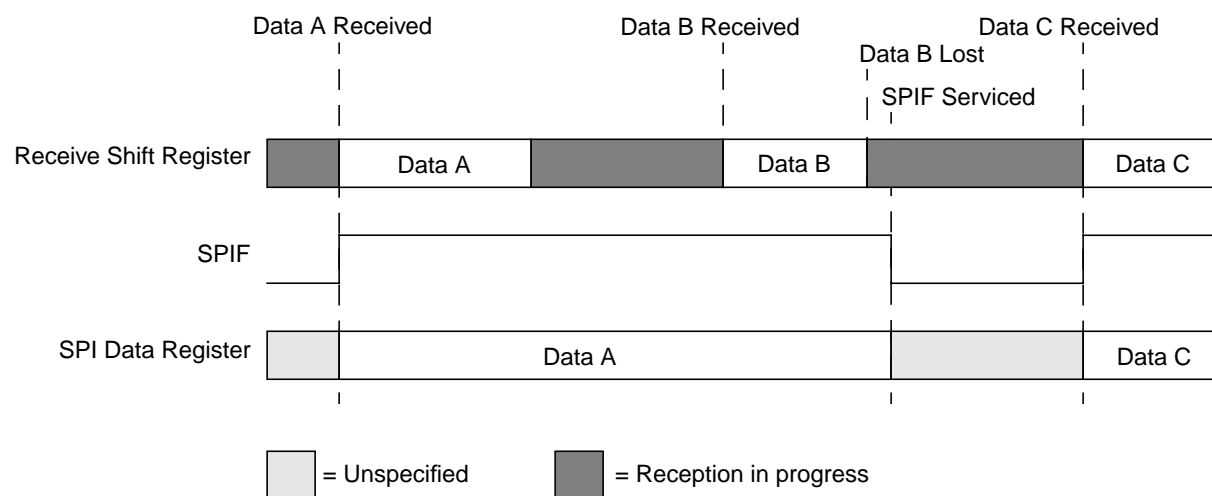 Data A Received
Data B Received
Data C Received
Data B Lost
SPIF Serviced
Receive Shift Register
Data A
Data B
Data C
SPIF
SPI Data Register
Data A
Data C
= Unspecified
= Reception in progress